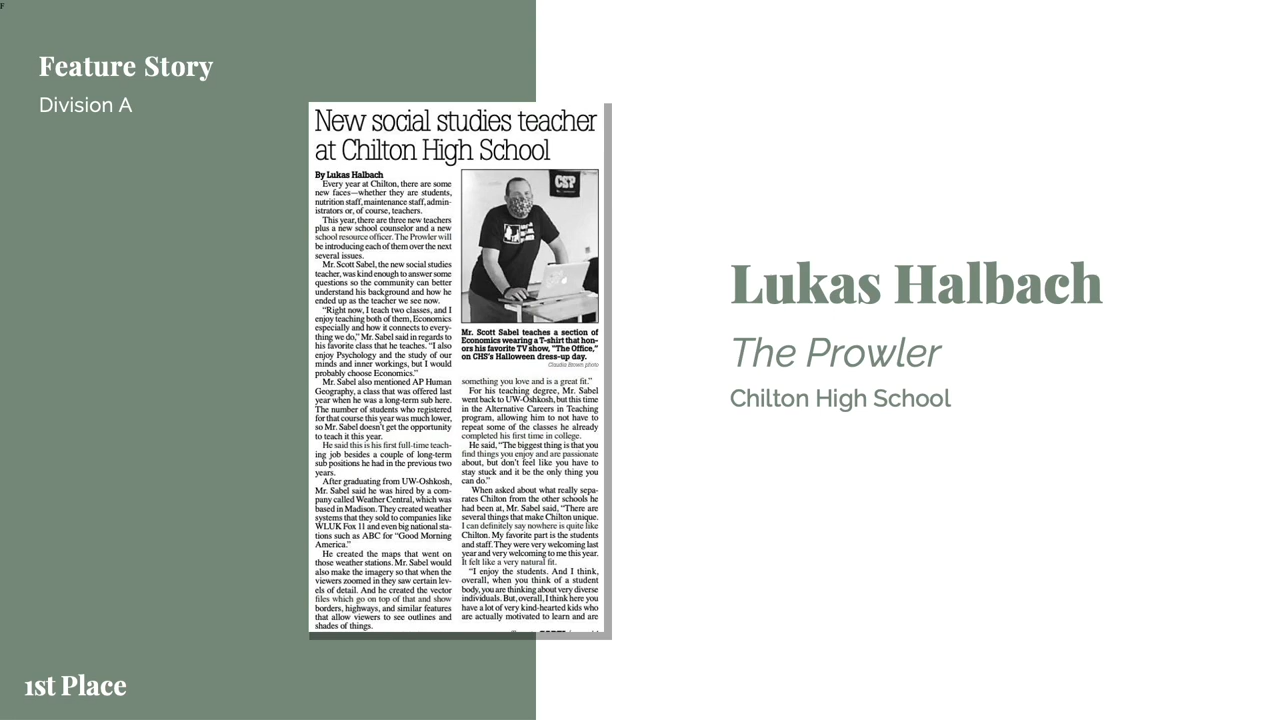 F
Feature Story
Division A
New social studies teacher
at Chilton High School
By Lukas Halbach
Every year at Chilton, there are some
new faces—whether they are students,
nutrition staff, maintenance staff, admin-
istrators or, of course, teachers.
This year, there are three new teachers
plus a new school counselor and a new
school resource officer. The Prowler will
be introducing each of them over the next
several issues.
Mr. Scott Sabel, the new social studies
teacher, was kind enough to answer some
questions so the community can better
understand his background and how he
ended up as the teacher we see now.
“Right now, I teach two classes, and I
enjoy teaching both of them, Economics
especially and how it connects to every-
thing we do,” Mr. Sabel said in regards to
his favorite class that he teaches. “I also
enjoy Psychology and the study of our
minds and inner workings, but I would
probably choose Economics.”
Mr. Sabel also mentioned AP Human
Geography, a class that was offered last
year when he was a long-term sub here.
The number of students who registered
for that course this year was much lower,
so Mr. Sabel doesn't get the opportunity
to teach it this year.
He said this is his first full-time teach-
ing job besides a couple of long-term
sub positions he had in the previous two
years.
After graduating from UW-Oshkosh,
Mr. Sabel said he was hired by a com-
pany called Weather Central, which was
based in Madison. They created weather
systems that they sold to companies like
WLUK Fox 11 and even big national sta-
tions such as ABC for “Good Morning
America.”
He created the maps that went on
those weather stations. Mr. Sabel would
also make the imagery so that when the
viewers zoomed in they saw certain lev-
els of detail. And he created the vector
files which go on top of that and show
borders, highways, and similar features
that allow viewers to see outlines and
shades of things.
CSP
Mr. Scott Sabel teaches a section of
Economics wearing a T-shirt that hon-
ors his favorite TV show, “The Office,”
on CHS's Halloween dress-up day.
Claudia Brown photo
something you love and is a great fit.”
For his teaching degree, Mr. Sabel
went back to UW-Oshkosh, but this time
in the Alternative Careers in Teaching
program, allowing him to not have to
repeat some of the classes he already
completed his first time in college.
He said, “The biggest thing is that you
find things you enjoy and are passionate
about, but don't feel like you have to
stay stuck and it be the only thing you
can do.”
When asked about what really sepa-
rates Chilton from the other schools he
had been at, Mr. Sabel said, “There are
several things that make Chilton unique.
I can definitely say nowhere is quite like
Chilton. My favorite part is the students
and staff. They were very welcoming last
year and very welcoming to me this year.
It felt like a very natural fit.
“I enjoy the students. And I think,
overall, when you think of a student
body, you are thinking about very diverse
individuals. But, overall, I think here you
have a lot of very kind-hearted kids who
are actually motivated to learn and are
Lukas Halbach
The Prowler
Chilton High School
1st Place